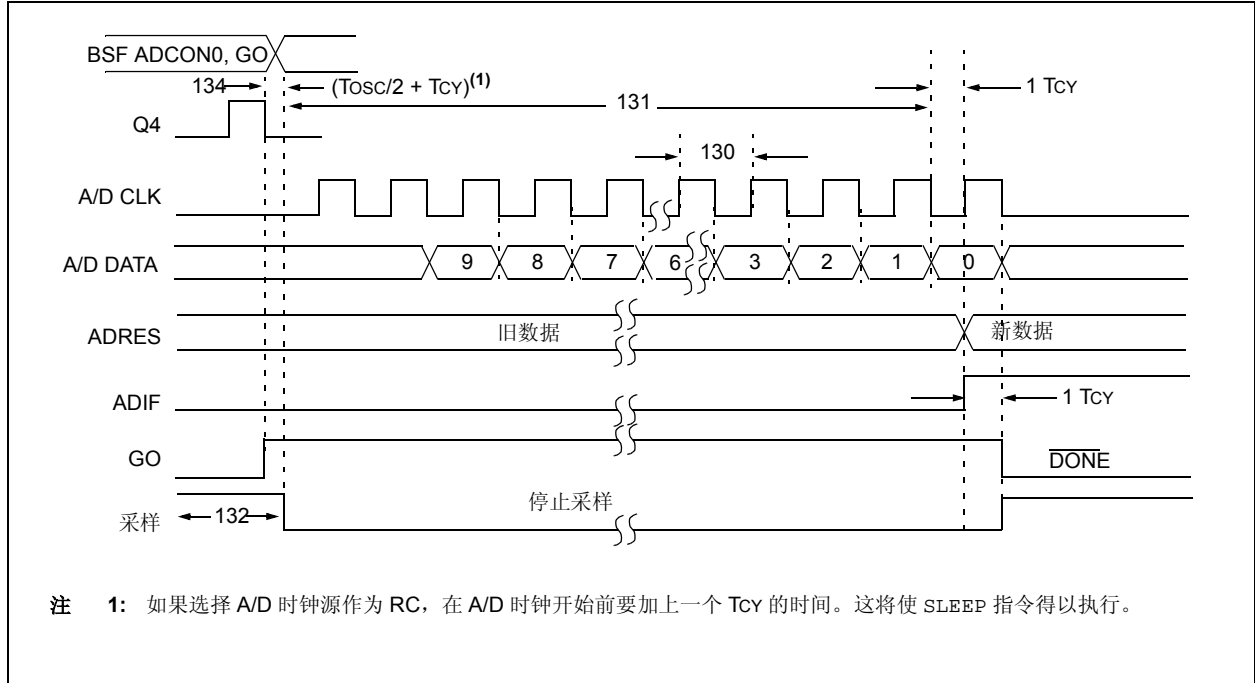 BSF ADCON0, GO
134 (TOSC/2 + TCY)(1) 1 TCY
131
Q4
130
A/D CLK
A/D DATA 9 8 7 6 3 2 1 0
ADRES 旧数据 新数据
ADIF 1 TCY
GO DONE
采样 132 停止采样
注 1: 如果选择 A/D 时钟源作为 RC，在 A/D 时钟开始前要加上一个 TCY 的时间。这将使 SLEEP 指令得以执行。